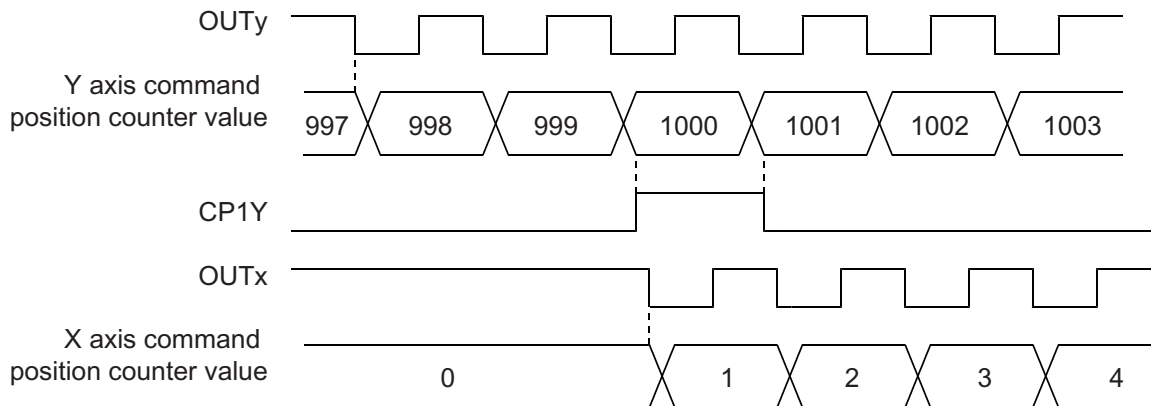 OUTy
Y axis command
position counter value
997 998 999 1000 1001 1002 1003
CP1Y
OUTx
X axis command
position counter value
0 1 2 3 4